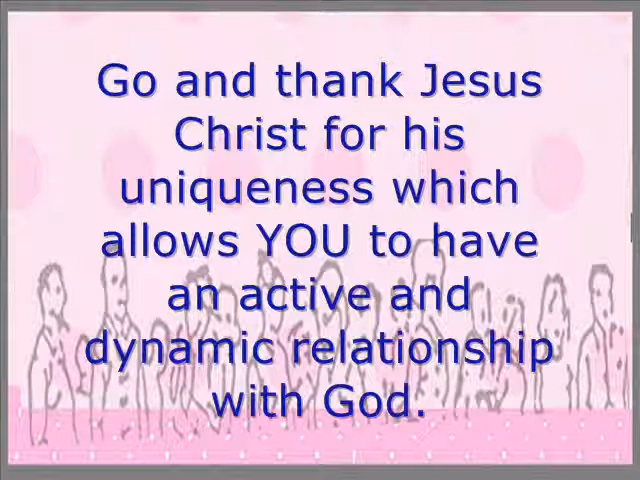 Go and thank Jesus
Christ for his
uniqueness which
allows YOU to have
an active and
dynamic relationship
with God.